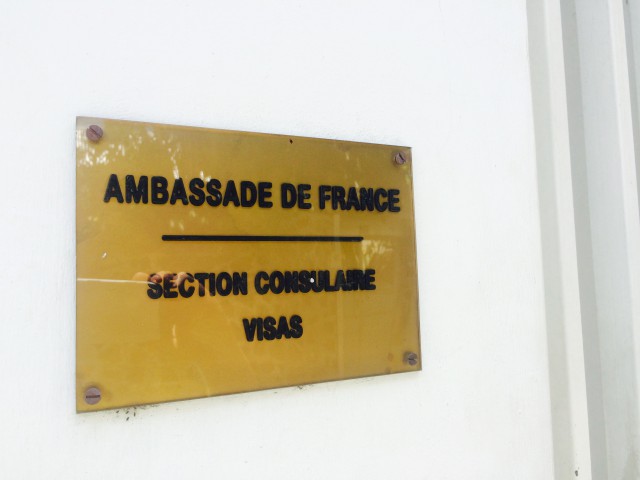 AMBASSADE DE FRANCE
SECTION CONSULAIRE
VISAS